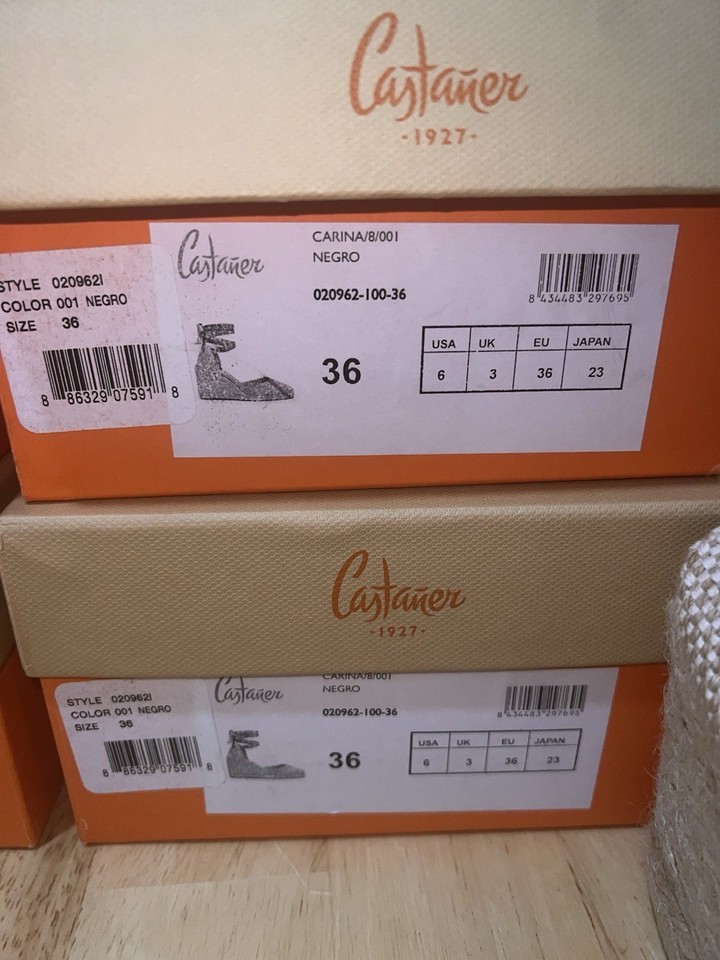 Castañer
-1927-
STYLE 020962I
COLOR 001 NEGRO
SIZE 36
8 86329 07591 8
Castañer
CARINA/8/001
NEGRO
020962-100-36
36
8 434483 297695
USA UK EU JAPAN
6 3 36 23
Castañer
-1927-
STYLE 020962I
COLOR 001 NEGRO
SIZE 36
8 86329 07591 8
Castañer
CARINA/8/001
NEGRO
020962-100-36
36
8 434483 297695
USA UK EU JAPAN
6 3 36 23